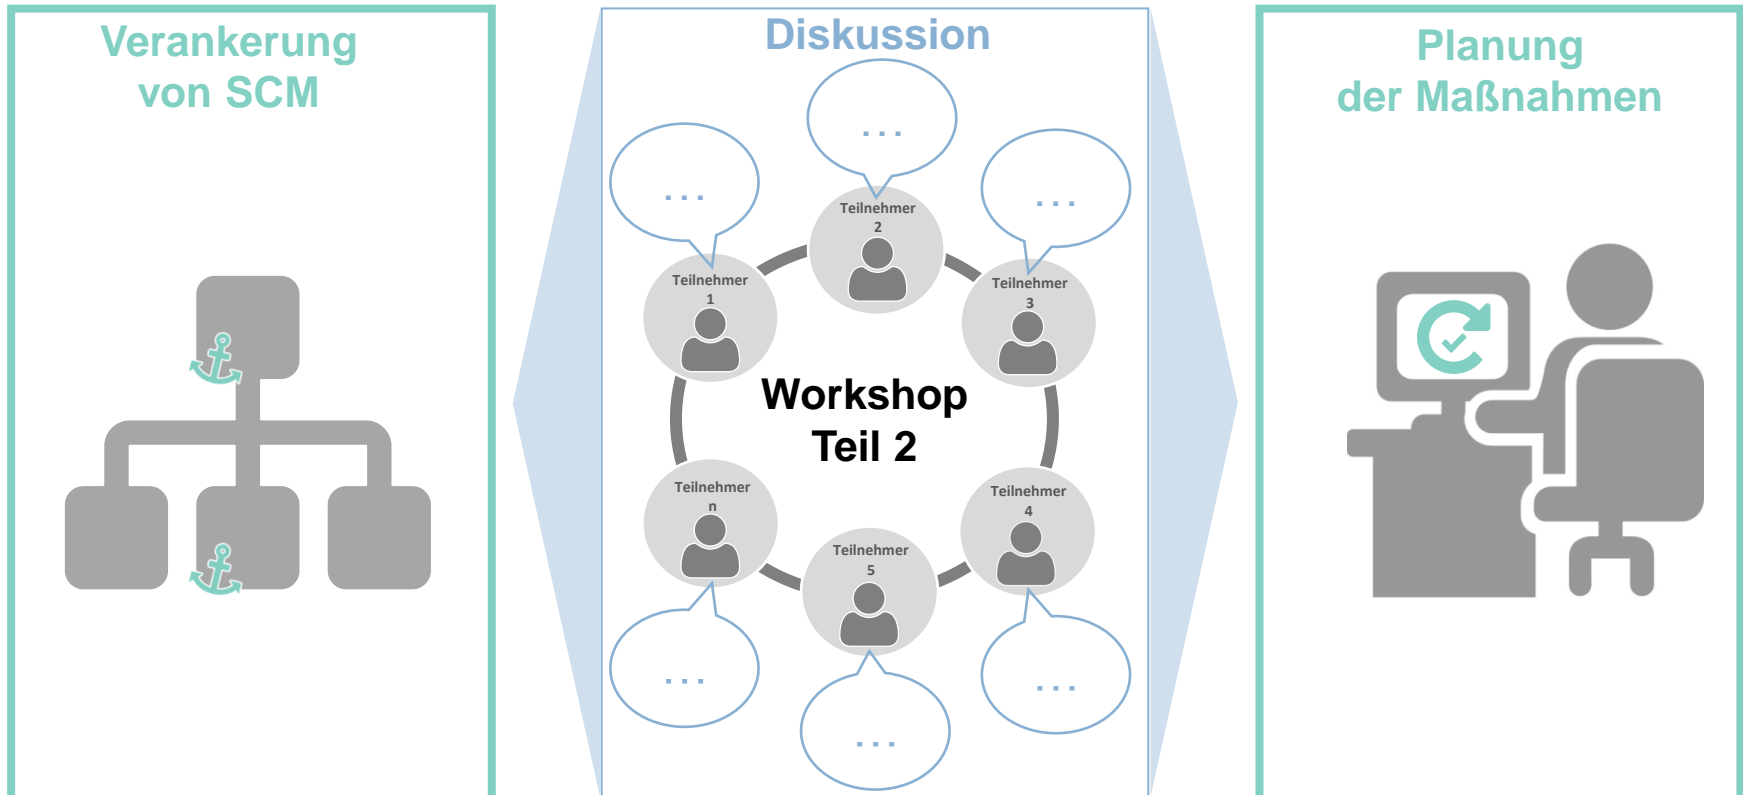 Verankerung
von SCM
Diskussion
...
...
...
Teilnehmer
1
Teilnehmer
2
Teilnehmer
3
Workshop
Teil 2
Teilnehmer
n
Teilnehmer
5
Teilnehmer
4
...
...
...
Planung
der Maßnahmen